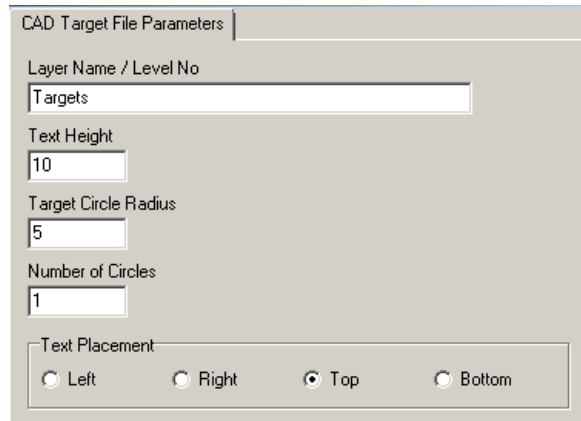 CAD Target File Parameters
Layer Name / Level No
Targets
Text Height
10
Target Circle Radius
5
Number of Circles
1
Text Placement
Left Right Top Bottom